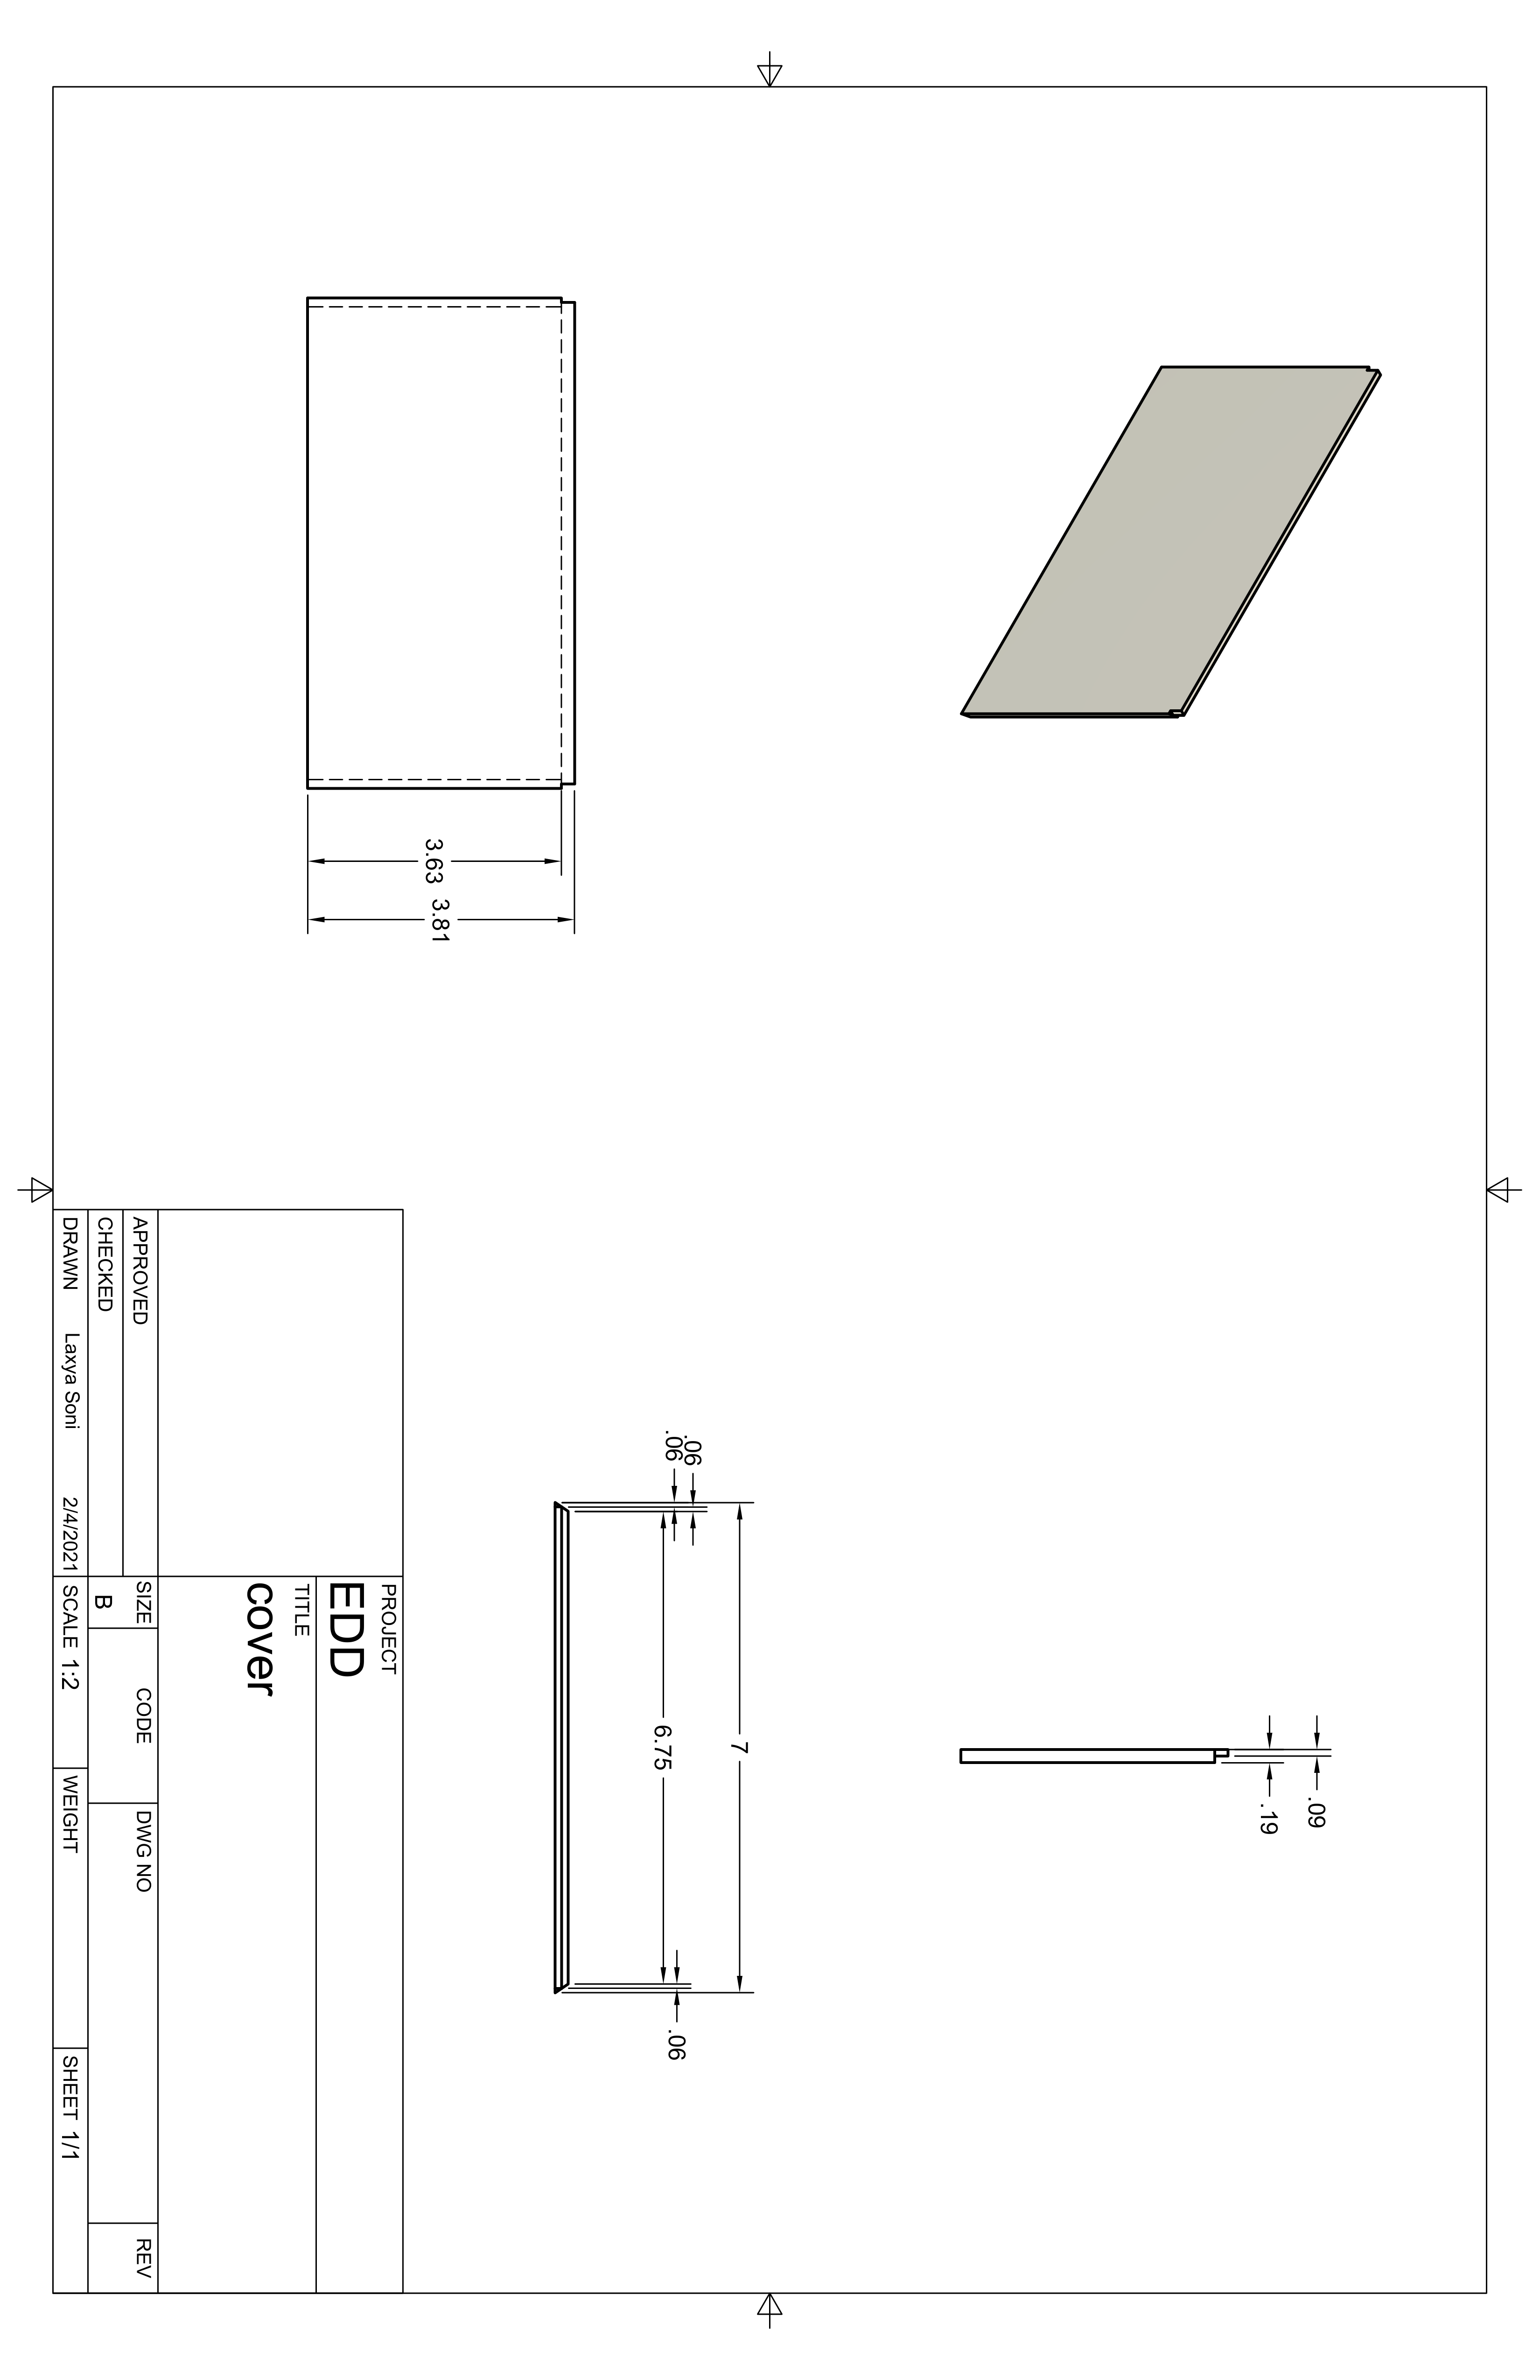 3.63
3.81
.09
.19
.06
.06
7
6.75
.06
PROJECT
EDD
TITLE
cover
APPROVED
CHECKED
DRAWN Laxya Soni 2/4/2021
SIZE
B
CODE
DWG NO
REV
SCALE 1:2
WEIGHT
SHEET 1/1